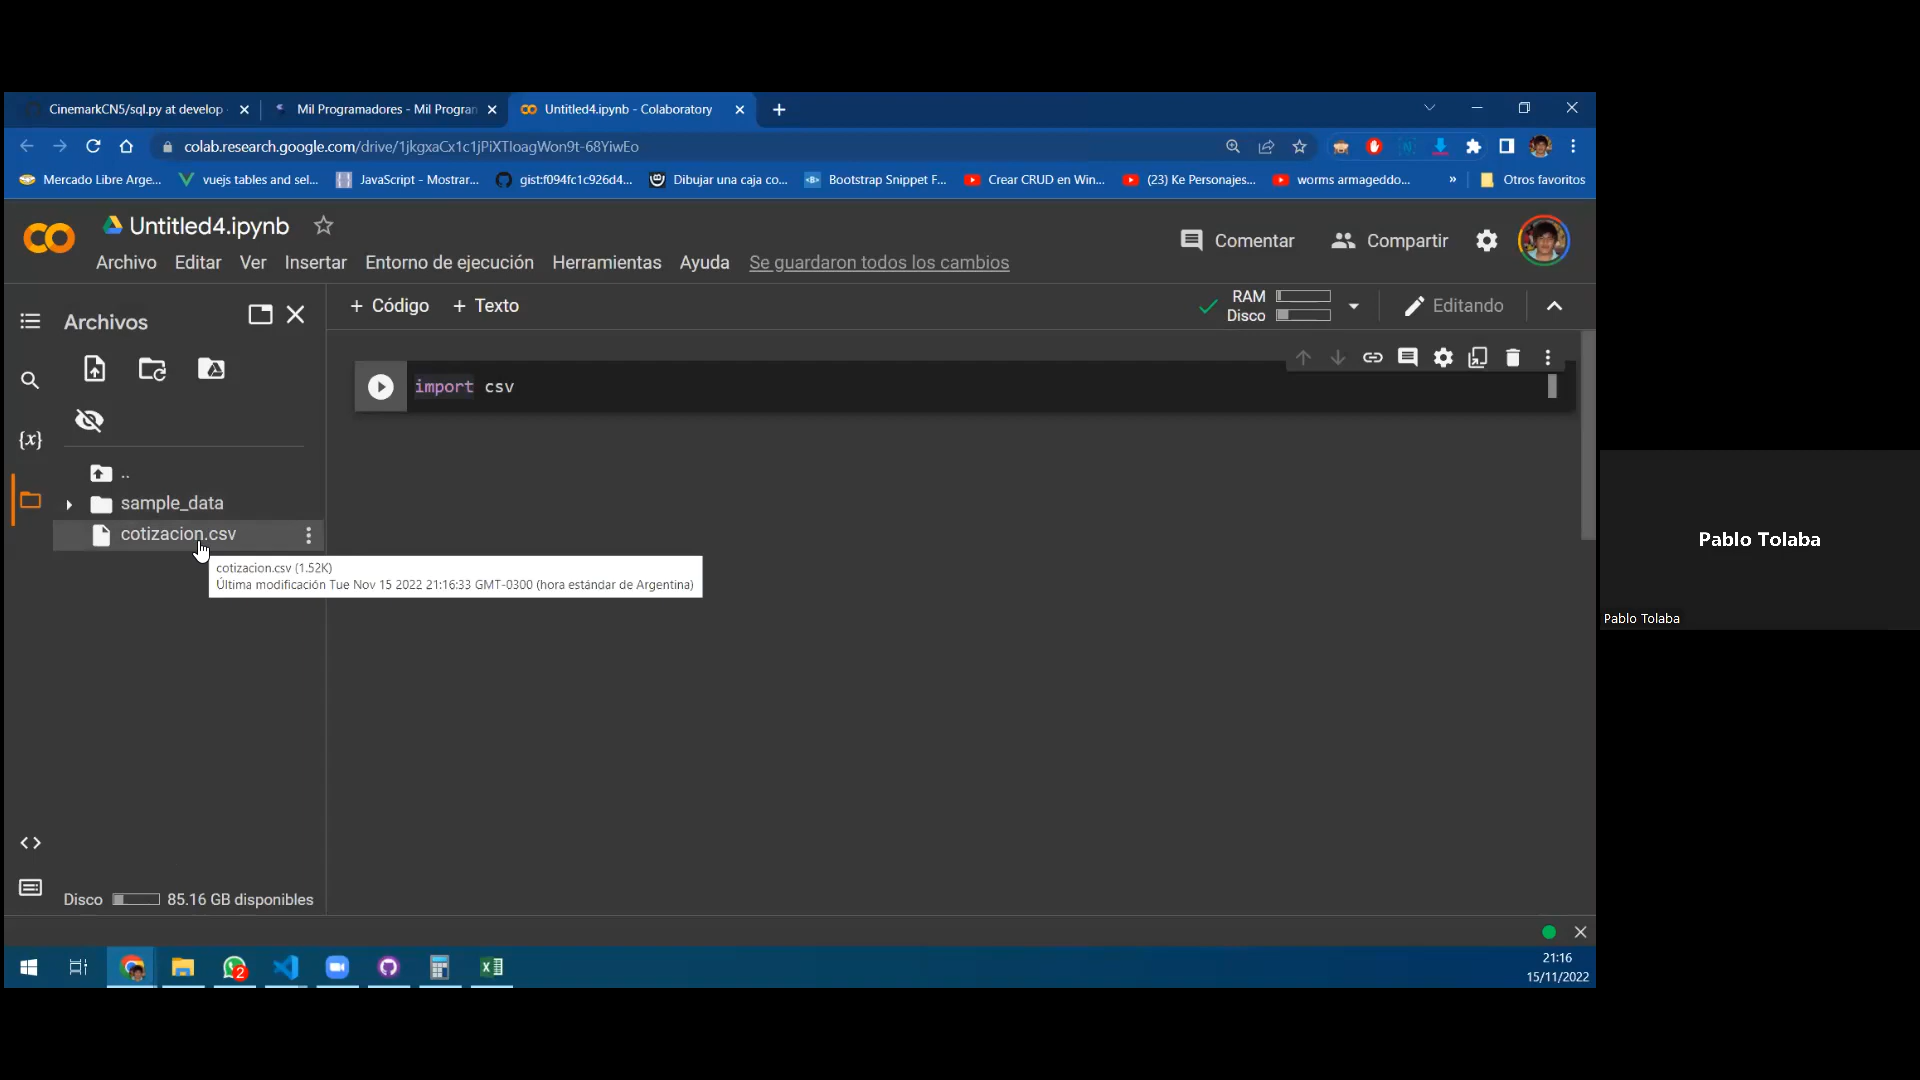 CinemarkCN5/sql.py at develop
Mil Programadores - Mil Progran
Untitled4.ipynb - Colaboratory
colab.research.google.com/drive/1jkgxaCx1c1jPiXTloagWon9t-68YiwEo
Mercado Libre Arge...
vuejs tables and sel...
JavaScript - Mostrar...
gist:f094fc1c926d4...
Dibujar una caja co...
Bootstrap Snippet F...
Crear CRUD en Win...
(23) Ke Personajes...
worms armageddo...
»
Otros favoritos
Untitled4.ipynb
Comentar
Compartir
Archivo
Editar
Ver
Insertar
Entorno de ejecución
Herramientas
Ayuda
Se guardaron todos los cambios
Archivos
+ Código
+ Texto
RAM
Disco
Editando
{x}
import csv
..
sample_data
cotizacion.csv
cotizacion.csv (1.52K)
Última modificación Tue Nov 15 2022 21:16:33 GMT-0300 (hora estándar de Argentina)
Pablo Tolaba
Pablo Tolaba
Disco
85.16 GB disponibles
2
21:16
15/11/2022